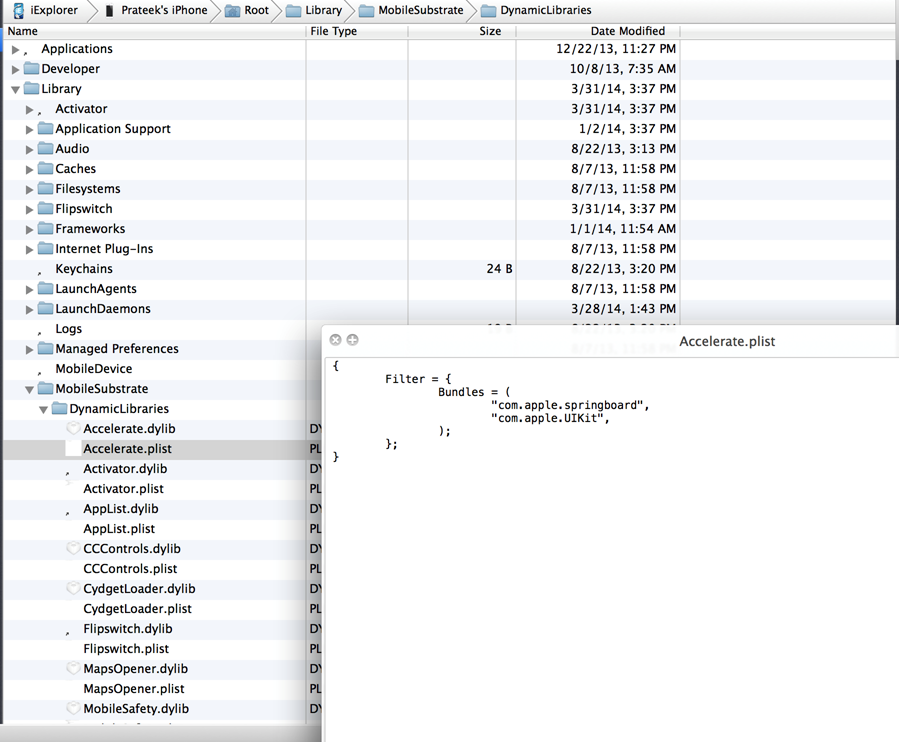 iExplorer Prateek's iPhone Root Library MobileSubstrate DynamicLibraries
Name File Type Size Date Modified
Applications 12/22/13, 11:27 PM
Developer 10/8/13, 7:35 AM
Library 3/31/14, 3:37 PM
Activator 3/31/14, 3:37 PM
Application Support 1/2/14, 3:37 PM
Audio 8/22/13, 3:13 PM
Caches 8/7/13, 11:58 PM
Filesystems 8/7/13, 11:58 PM
Flipswitch 3/31/14, 3:37 PM
Frameworks 1/1/14, 11:54 AM
Internet Plug-Ins 8/7/13, 11:58 PM
Keychains 24 B 8/22/13, 3:20 PM
LaunchAgents 8/7/13, 11:58 PM
LaunchDaemons 3/28/14, 1:43 PM
Logs
Managed Preferences
MobileDevice
MobileSubstrate
DynamicLibraries
Accelerate.dylib DY
Accelerate.plist PL
Activator.dylib DY
Activator.plist PL
AppList.dylib DY
AppList.plist PL
CCControls.dylib DY
CCControls.plist PL
CydgetLoader.dylib DY
CydgetLoader.plist PL
Flipswitch.dylib DY
Flipswitch.plist PL
MapsOpener.dylib DY
MapsOpener.plist PL
MobileSafety.dylib DY
Accelerate.plist
{
Filter = {
Bundles = (
"com.apple.springboard",
"com.apple.UIKit",
);
};
}